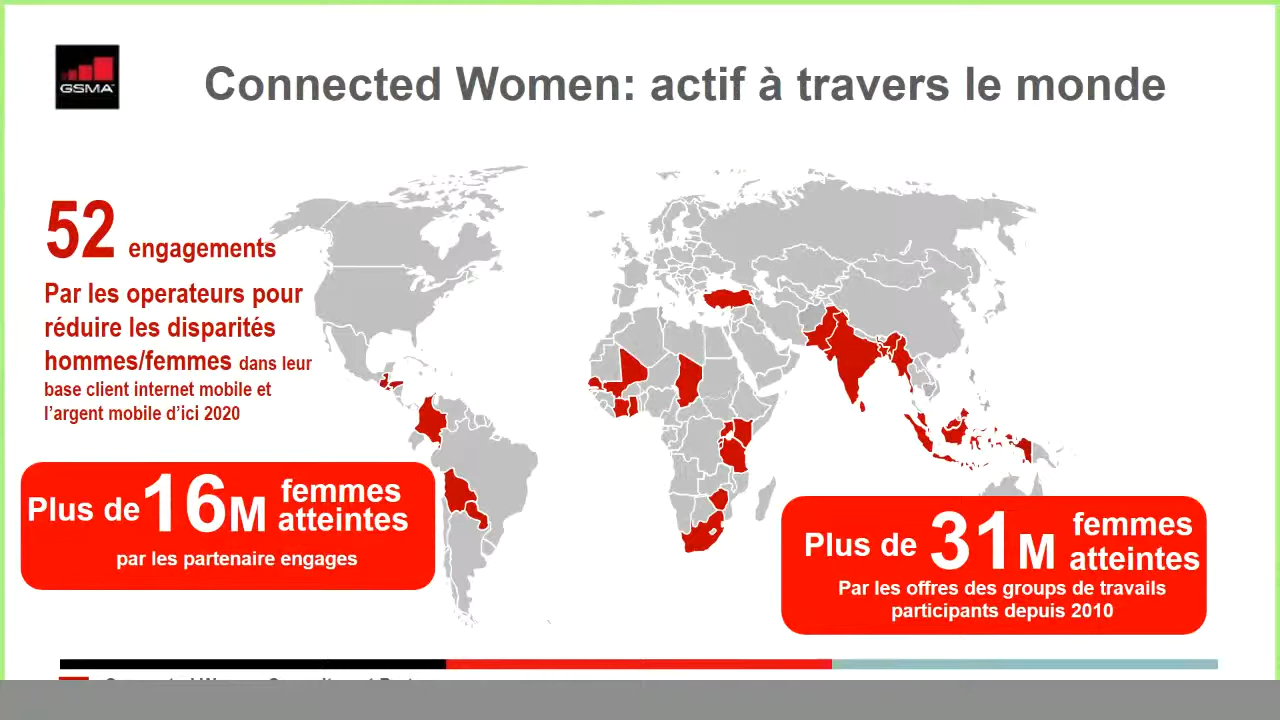 GSMA
Connected Women: actif à travers le monde
52 engagements
Par les operateurs pour
réduire les disparités
hommes/femmes dans leur
base client internet mobile et
l'argent mobile d'ici 2020
Plus de 16M femmes
atteintes
par les partenaire engages
Plus de 31M femmes
atteintes
Par les offres des groups de travails
participants depuis 2010